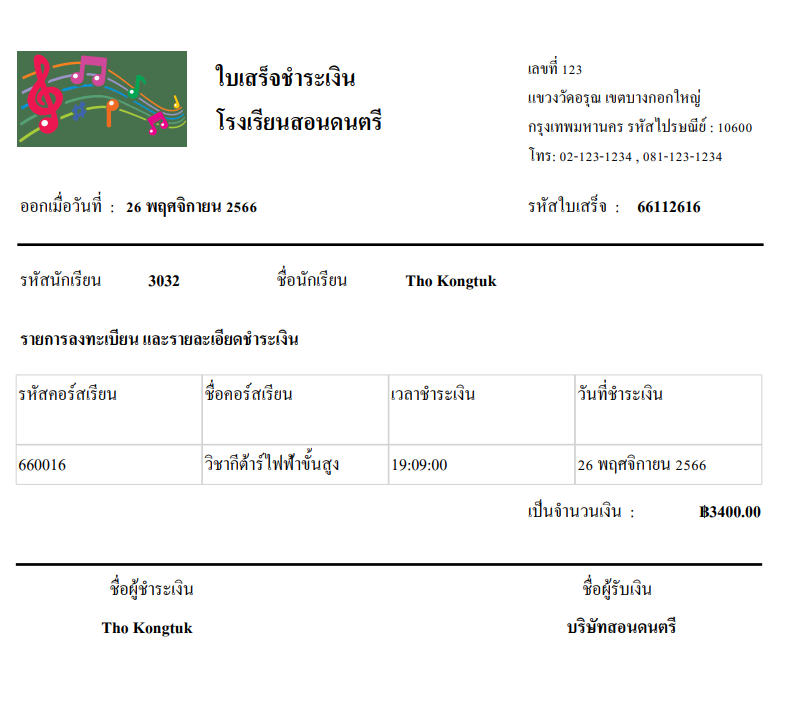 ใบเสร็จชำระเงิน
โรงเรียนสอนดนตรี
เลขที่ 123
แขวงวัดอรุณ เขตบางกอกใหญ่
กรุงเทพมหานคร รหัสไปรษณีย์ : 10600
โทร: 02-123-1234 , 081-123-1234
ออกเมื่อวันที่ : 26 พฤศจิกายน 2566 รหัสใบเสร็จ : 66112616
รหัสนักเรียน 3032 ชื่อนักเรียน Tho Kongtuk
รายการลงทะเบียน และรายละเอียดชำระเงิน
รหัสคอร์สเรียน ชื่อคอร์สเรียน เวลาชำระเงิน วันที่ชำระเงิน
660016 วิชากีต้าร์ไฟฟ้าขั้นสูง 19:09:00 26 พฤศจิกายน 2566
เป็นจำนวนเงิน : ฿3400.00
ชื่อผู้ชำระเงิน ชื่อผู้รับเงิน
Tho Kongtuk บริษัทสอนดนตรี